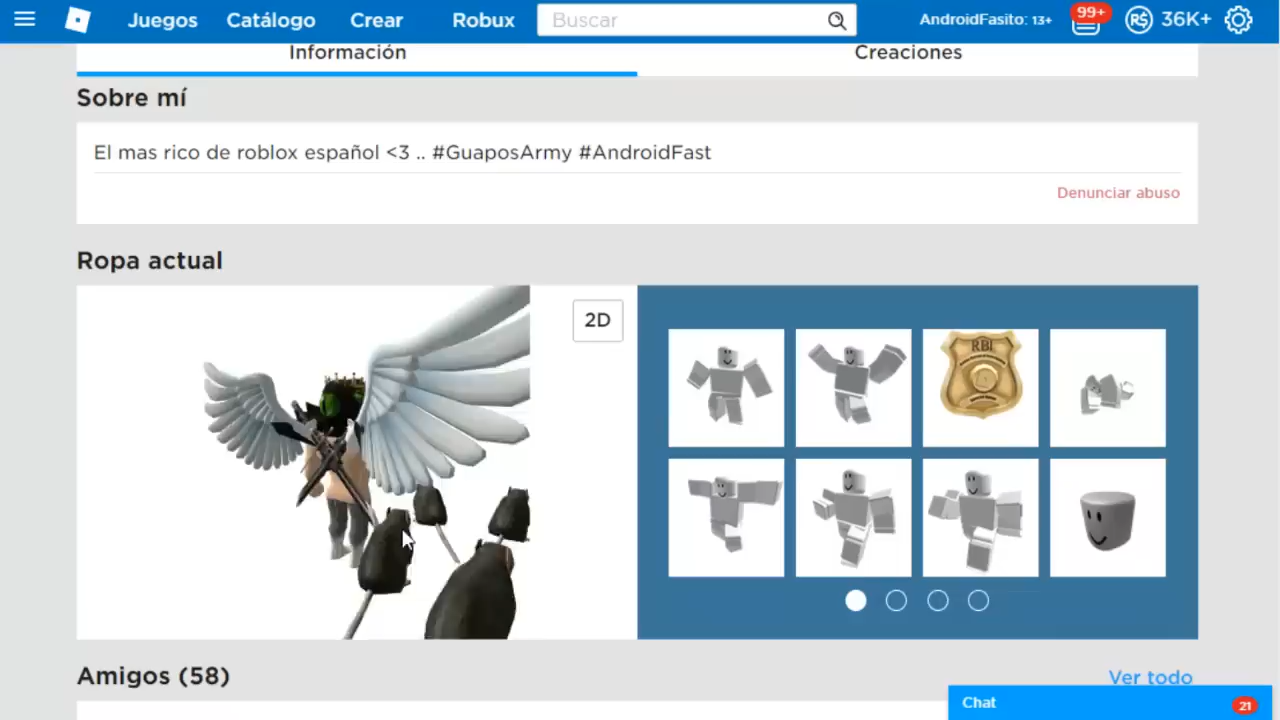 Juegos Catálogo Crear Robux Buscar AndroidFasito: 13+ 99+ R$ 36K+
Información Creaciones
Sobre mí
El mas rico de roblox español <3 .. #GuaposArmy #AndroidFast
Denunciar abuso
Ropa actual
2D
RBI
Amigos (58)
Ver todo
Chat 21